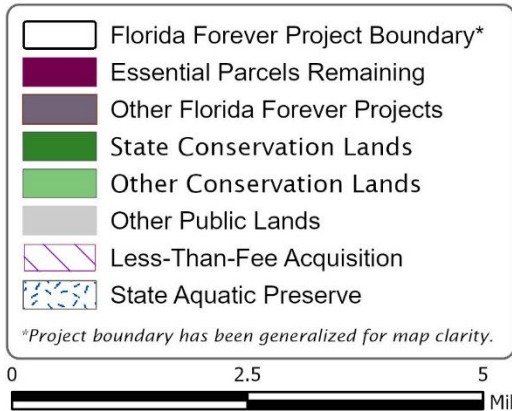 Florida Forever Project Boundary*
Essential Parcels Remaining
Other Florida Forever Projects
State Conservation Lands
Other Conservation Lands
Other Public Lands
Less-Than-Fee Acquisition
State Aquatic Preserve
*Project boundary has been generalized for map clarity.
0 2.5 5
Mil